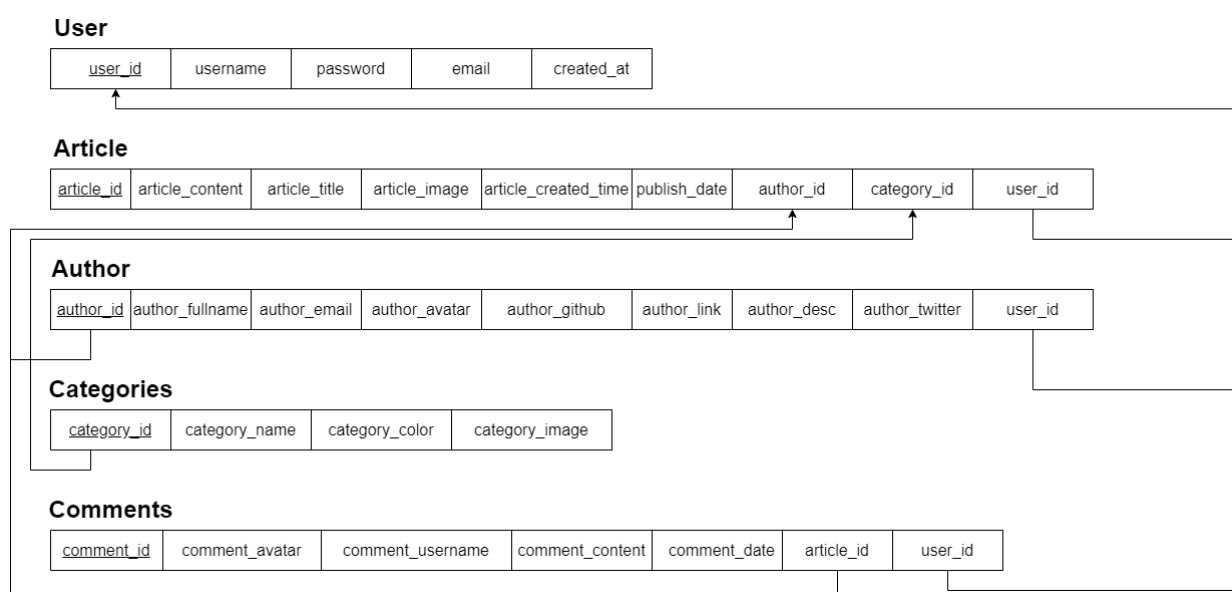 User
user_id username password email created_at
Article
article_id article_content article_title article_image article_created_time publish_date author_id category_id user_id
Author
author_id author_fullname author_email author_avatar author_github author_link author_desc author_twitter user_id
Categories
category_id category_name category_color category_image
Comments
comment_id comment_avatar comment_username comment_content comment_date article_id user_id